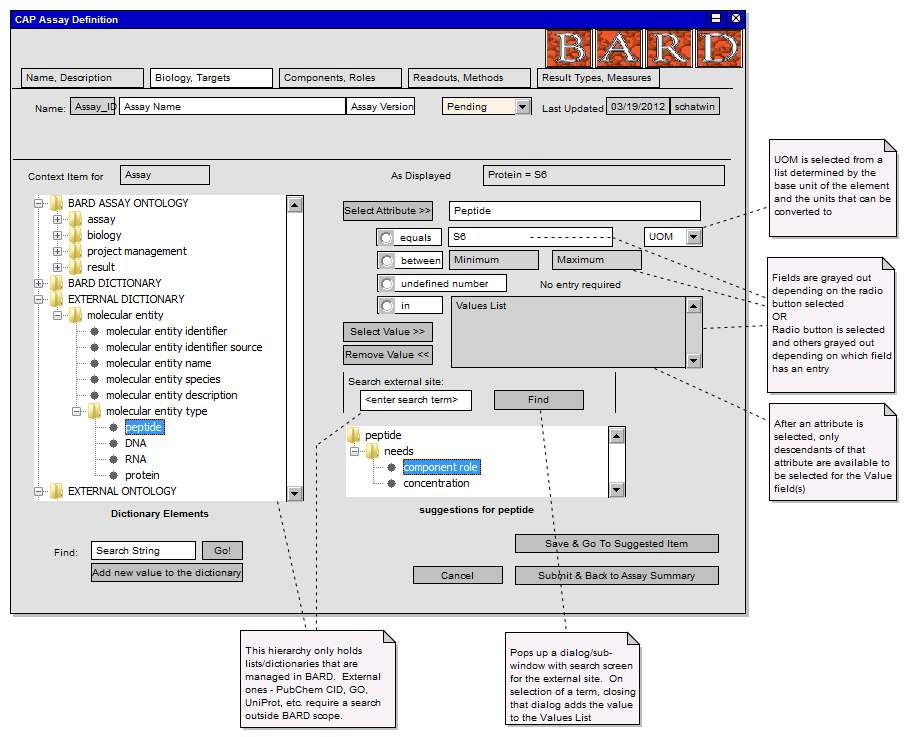 CAP Assay Definition
BARD
Name, Description
Biology, Targets
Components, Roles
Readouts, Methods
Result Types, Measures
Name:
Assay_ID
Assay Name
Assay Version
Pending
Last Updated
03/19/2012
schatwin
Context Item for
Assay
As Displayed
Protein = S6
BARD ASSAY ONTOLOGY
assay
biology
project management
result
BARD DICTIONARY
EXTERNAL DICTIONARY
molecular entity
molecular entity identifier
molecular entity identifier source
molecular entity name
molecular entity species
molecular entity description
molecular entity type
peptide
DNA
RNA
protein
EXTERNAL ONTOLOGY
Dictionary Elements
Find:
Search String
Go!
Add new value to the dictionary
Select Attribute >>
Peptide
equals
S6
UOM
between
Minimum
Maximum
undefined number
No entry required
in
Values List
Select Value >>
Remove Value <<
Search external site:
<enter search term>
Find
peptide
needs
component role
concentration
suggestions for peptide
Save & Go To Suggested Item
Cancel
Submit & Back to Assay Summary
UOM is selected from a
list determined by the
base unit of the element
and the units that can be
converted to
Fields are grayed out
depending on the radio
button selected
OR
Radio button is selected
and others grayed out
depending on which field
has an entry
After an attribute is
selected, only
descendants of that
attribute are available to
be selected for the Value
field(s)
This hierarchy only holds
lists/dictionaries that are
managed in BARD. External
ones - PubChem CID, GO,
UniProt, etc. require a search
outside BARD scope.
Pops up a dialog/sub-
window with search screen
for the external site. On
selection of a term, closing
that dialog adds the value
to the Values List